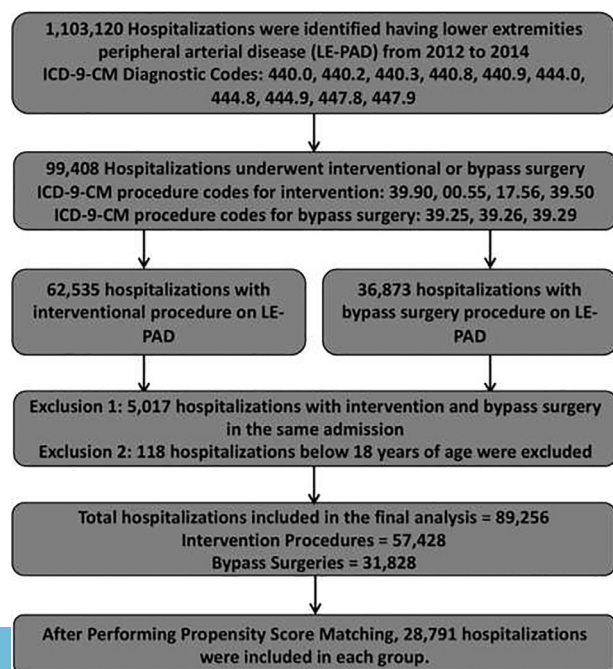 1,103,120 Hospitalizations were identified having lower extremities
peripheral arterial disease (LE-PAD) from 2012 to 2014
ICD-9-CM Diagnostic Codes: 440.0, 440.2, 440.3, 440.8, 440.9, 444.0,
444.8, 444.9, 447.8, 447.9
99,408 Hospitalizations underwent interventional or bypass surgery
ICD-9-CM procedure codes for intervention: 39.90, 00.55, 17.56, 39.50
ICD-9-CM procedure codes for bypass surgery: 39.25, 39.26, 39.29
62,535 hospitalizations with
interventional procedure on LE-
PAD
36,873 hospitalizations with
bypass surgery procedure on LE-
PAD
Exclusion 1: 5,017 hospitalizations with intervention and bypass surgery
in the same admission
Exclusion 2: 118 hospitalizations below 18 years of age were excluded
Total hospitalizations included in the final analysis = 89,256
Intervention Procedures = 57,428
Bypass Surgeries = 31,828
After Performing Propensity Score Matching, 28,791 hospitalizations
were included in each group.